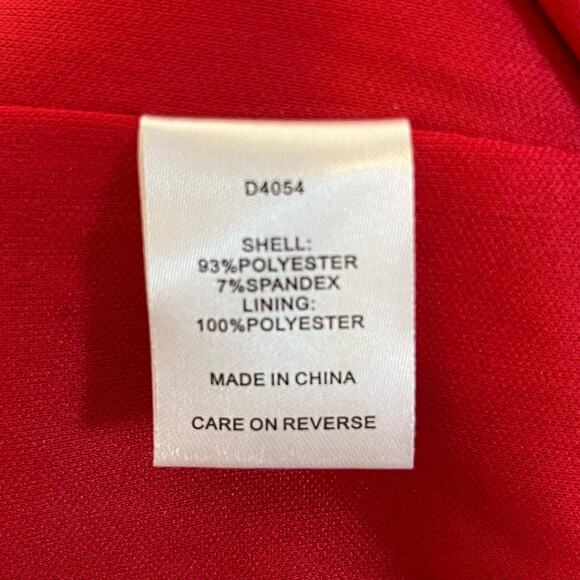 D4054
SHELL:
93%POLYESTER
7%SPANDEX
LINING:
100%POLYESTER
MADE IN CHINA
CARE ON REVERSE